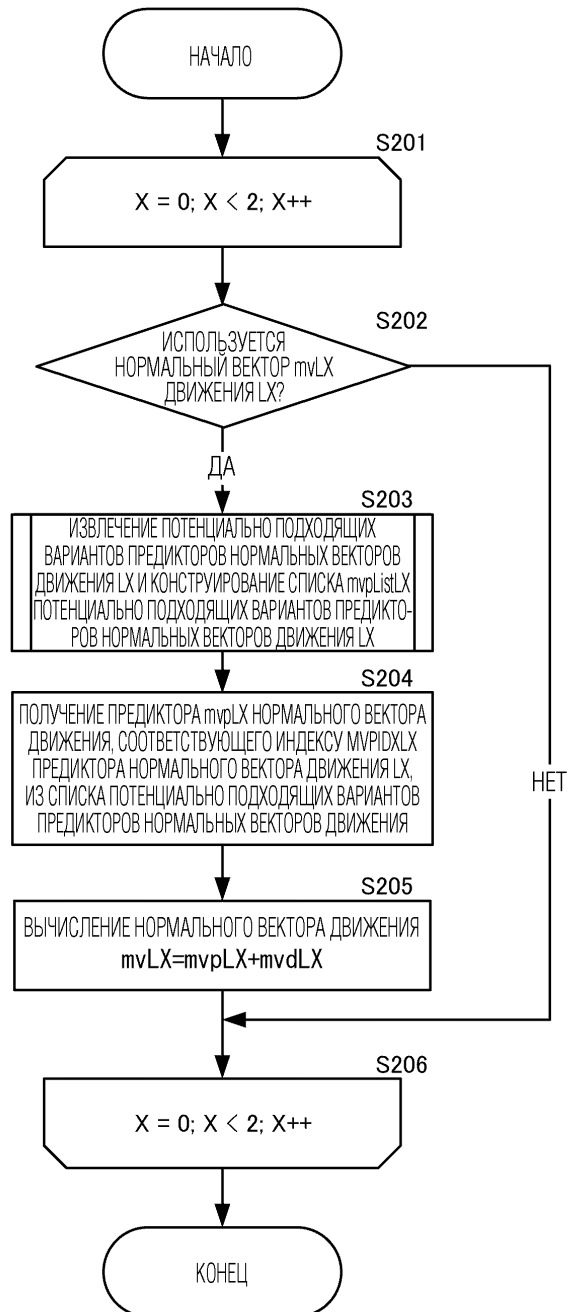 НАЧАЛО
S201
X = 0; X < 2; X++
S202
ИСПОЛЬЗУЕТСЯ
НОРМАЛЬНЫЙ ВЕКТОР mvLX
ДВИЖЕНИЯ LX?
ДА
S203
ИЗВЛЕЧЕНИЕ ПОТЕНЦИАЛЬНО ПОДХОДЯЩИХ
ВАРИАНТОВ ПРЕДИКТОРОВ НОРМАЛЬНЫХ ВЕКТОРОВ
ДВИЖЕНИЯ LX И КОНСТРУИРОВАНИЕ СПИСКА mvpListLX
ПОТЕНЦИАЛЬНО ПОДХОДЯЩИХ ВАРИАНТОВ ПРЕДИКТО-
РОВ НОРМАЛЬНЫХ ВЕКТОРОВ ДВИЖЕНИЯ LX
S204
ПОЛУЧЕНИЕ ПРЕДИКТОРА mvpLX НОРМАЛЬНОГО ВЕКТОРА
ДВИЖЕНИЯ, СООТВЕТСТВУЮЩЕГО ИНДЕКСУ MVPIDXLX
ПРЕДИКТОРА НОРМАЛЬНОГО ВЕКТОРА ДВИЖЕНИЯ LX,
ИЗ СПИСКА ПОТЕНЦИАЛЬНО ПОДХОДЯЩИХ ВАРИАНТОВ
ПРЕДИКТОРОВ НОРМАЛЬНЫХ ВЕКТОРОВ ДВИЖЕНИЯ
НЕТ
S205
ВЫЧИСЛЕНИЕ НОРМАЛЬНОГО ВЕКТОРА ДВИЖЕНИЯ
mvLX=mvpLX+mvdLX
S206
X = 0; X < 2; X++
КОНЕЦ